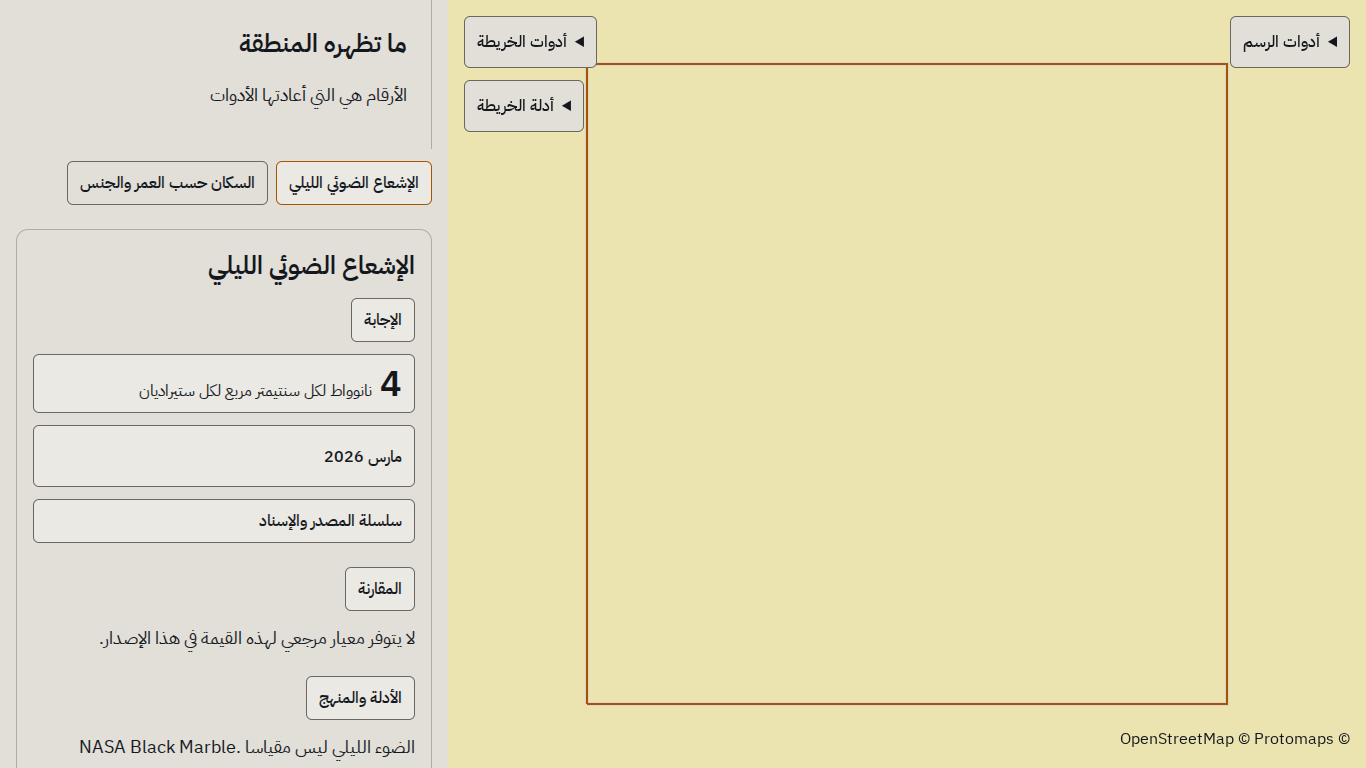 ما تظهره المنطقة
الأرقام هي التي أعادتها الأدوات
الإشعاع الضوئي الليلي
السكان حسب العمر والجنس
الإشعاع الضوئي الليلي
الإجابة
4 نانوواط لكل سنتيمتر مربع لكل ستيراديان
مارس 2026
سلسلة المصدر والإسناد
المقارنة
لا يتوفر معيار مرجعي لهذه القيمة في هذا الإصدار.
الأدلة والمنهج
الضوء الليلي ليس مقياسا .NASA Black Marble
أدوات الرسم
أدوات الخريطة
أدلة الخريطة
OpenStreetMap © Protomaps ©